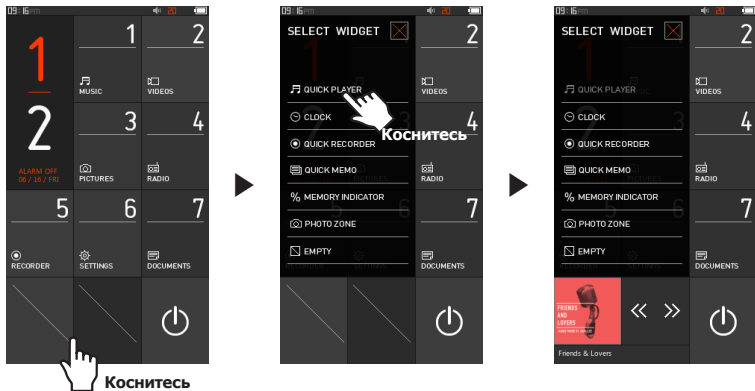 09:16PM 20
1
1
2
2
MUSIC
VIDEOS
3
4
ALARM OFF
06 / 16 / FRI
PICTURES
RADIO
5
6
7
RECORDER
SETTINGS
DOCUMENTS
Коснитесь
09:16PM 20
SELECT WIDGET
2
QUICK PLAYER
VIDEOS
CLOCK
4
Коснитесь
QUICK RECORDER
QUICK MEMO
RADIO
% MEMORY INDICATOR
7
PHOTO ZONE
EMPTY
DOCUMENTS
09:16PM 20
SELECT WIDGET
2
QUICK PLAYER
VIDEOS
CLOCK
4
QUICK RECORDER
QUICK MEMO
RADIO
% MEMORY INDICATOR
7
PHOTO ZONE
EMPTY
DOCUMENTS
FRIENDS
AND
LOVERS
Friends & Lovers